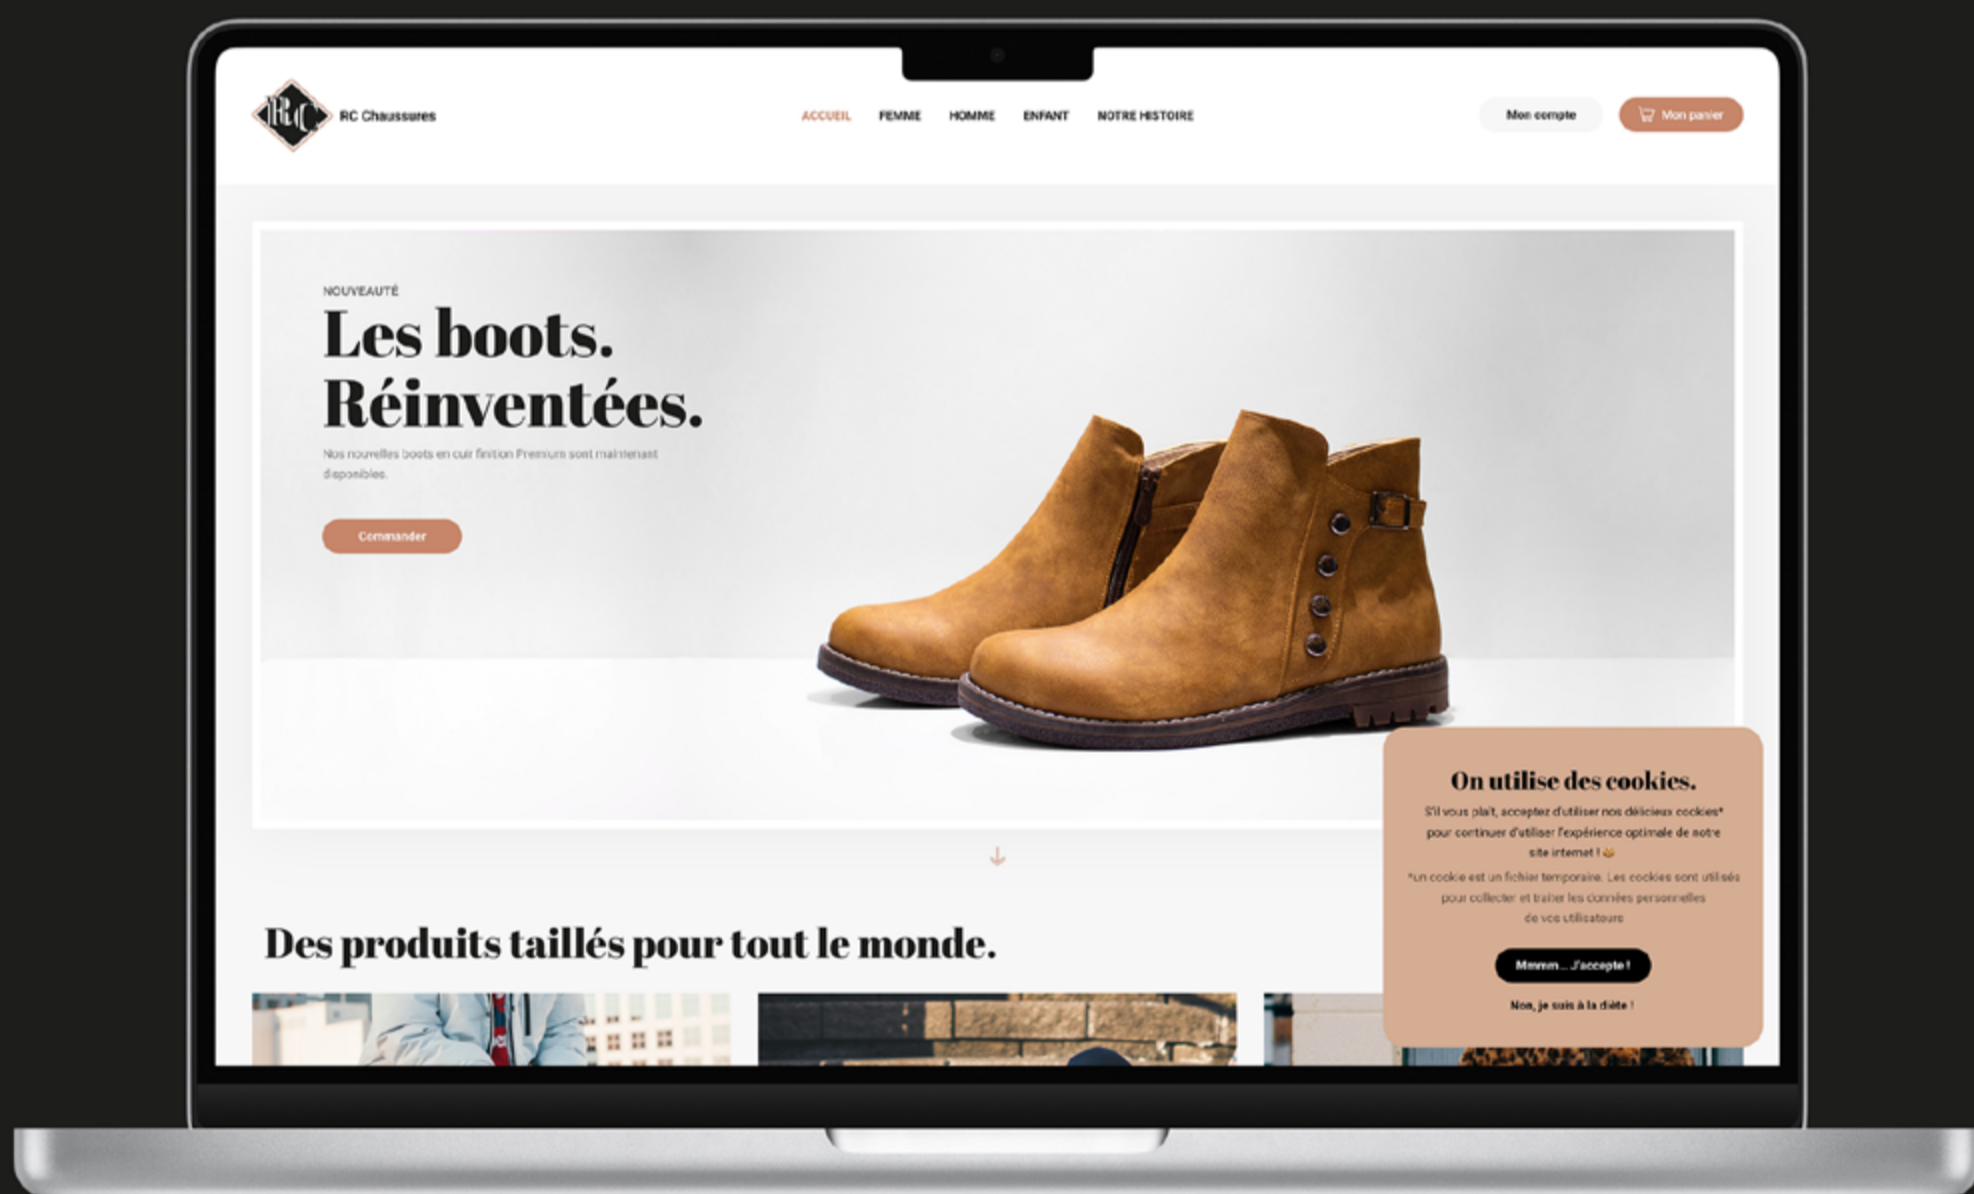 RC
RC Chaussures
ACCUEIL
FEMME
HOMME
ENFANT
NOTRE HISTOIRE
Mon compte
Mon panier
NOUVEAUTÉ
Les boots.
Réinventées.
Nos nouvelles boots en cuir finition Premium sont maintenant
disponibles.
Commander
On utilise des cookies.
S'il vous plaît, acceptez d'utiliser nos délicieux cookies*
pour continuer d'utiliser l'expérience optimale de notre
site internet !
*un cookie est un fichier temporaire. Les cookies sont utilisés
pour collecter et traiter les données personnelles
de vos utilisateurs
Mmmm... J'accepte !
Non, je suis à la diète !
Des produits taillés pour tout le monde.